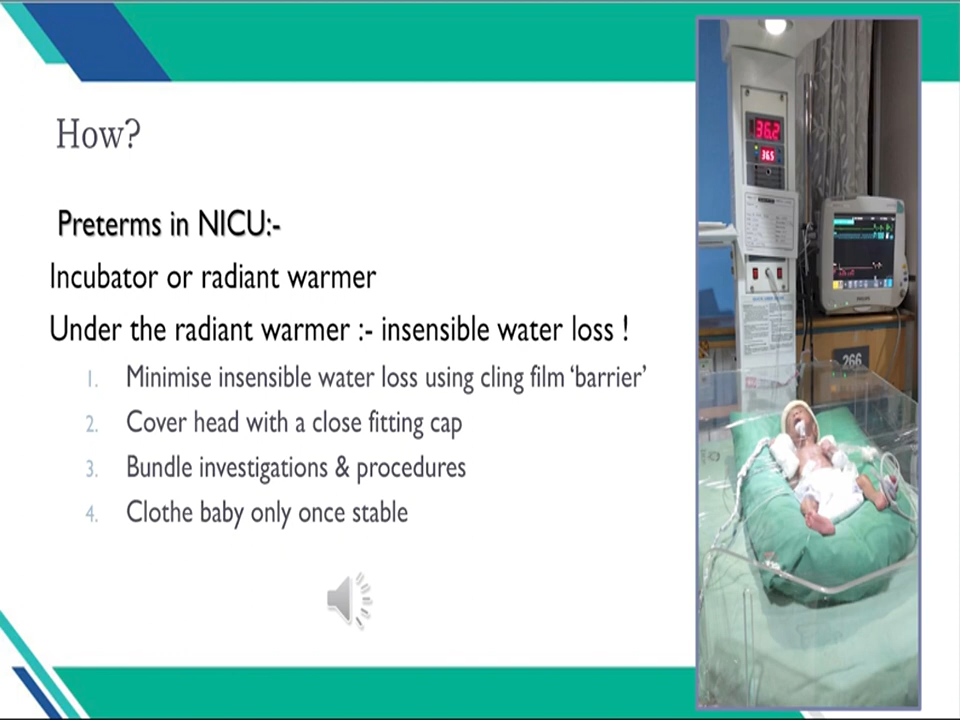 How?
Preterms in NICU:-
Incubator or radiant warmer
Under the radiant warmer :- insensible water loss !
1. Minimise insensible water loss using cling film ‘barrier’
2. Cover head with a close fitting cap
3. Bundle investigations & procedures
4. Clothe baby only once stable
36.2
36.5
PHILIPS
266